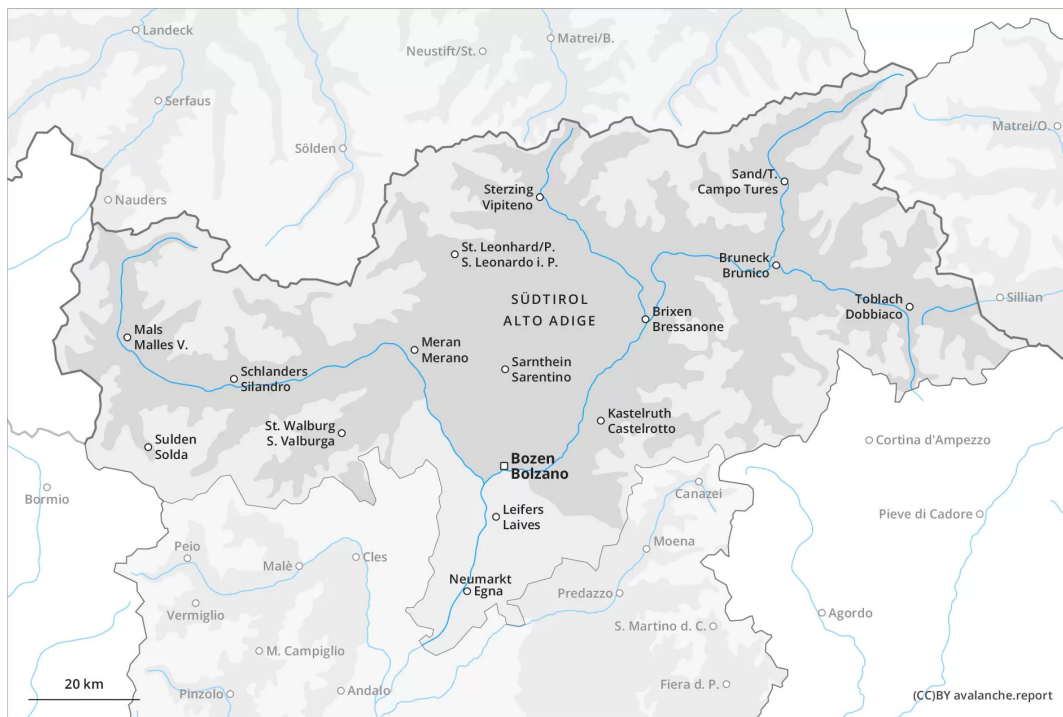 Landeck
Matrei/B.
Neustift/St.
Serfaus
Matrei/O.
Sölden
Sand/T.
Campo Tures
Sterzing
Vipiteno
Nauders
St. Leonhard/P.
S. Leonardo i. P.
Bruneck
Brunico
SÜDTIROL
ALTO ADIGE
Toblach
Dobbiaco
Sillian
Brixen
Bressanone
Mals
Malles V.
Meran
Merano
Sarnthein
Sarentino
Schlanders
Silandro
Kastelruth
Castelrotto
St. Walburg
S. Valburga
Sulden
Solda
Cortina d'Ampezzo
Bozen
Bolzano
Bormio
Canazei
Leifers
Laives
Pieve di Cadore
Moena
Peio
Cles
Malè
Neumarkt
Egna
Predazzo
Vermiglio
Agordo
S. Martino d. C.
M. Campiglio
20 km
Pinzolo
Andalo
Fiera d. P.
(CC)BY avalanche.report